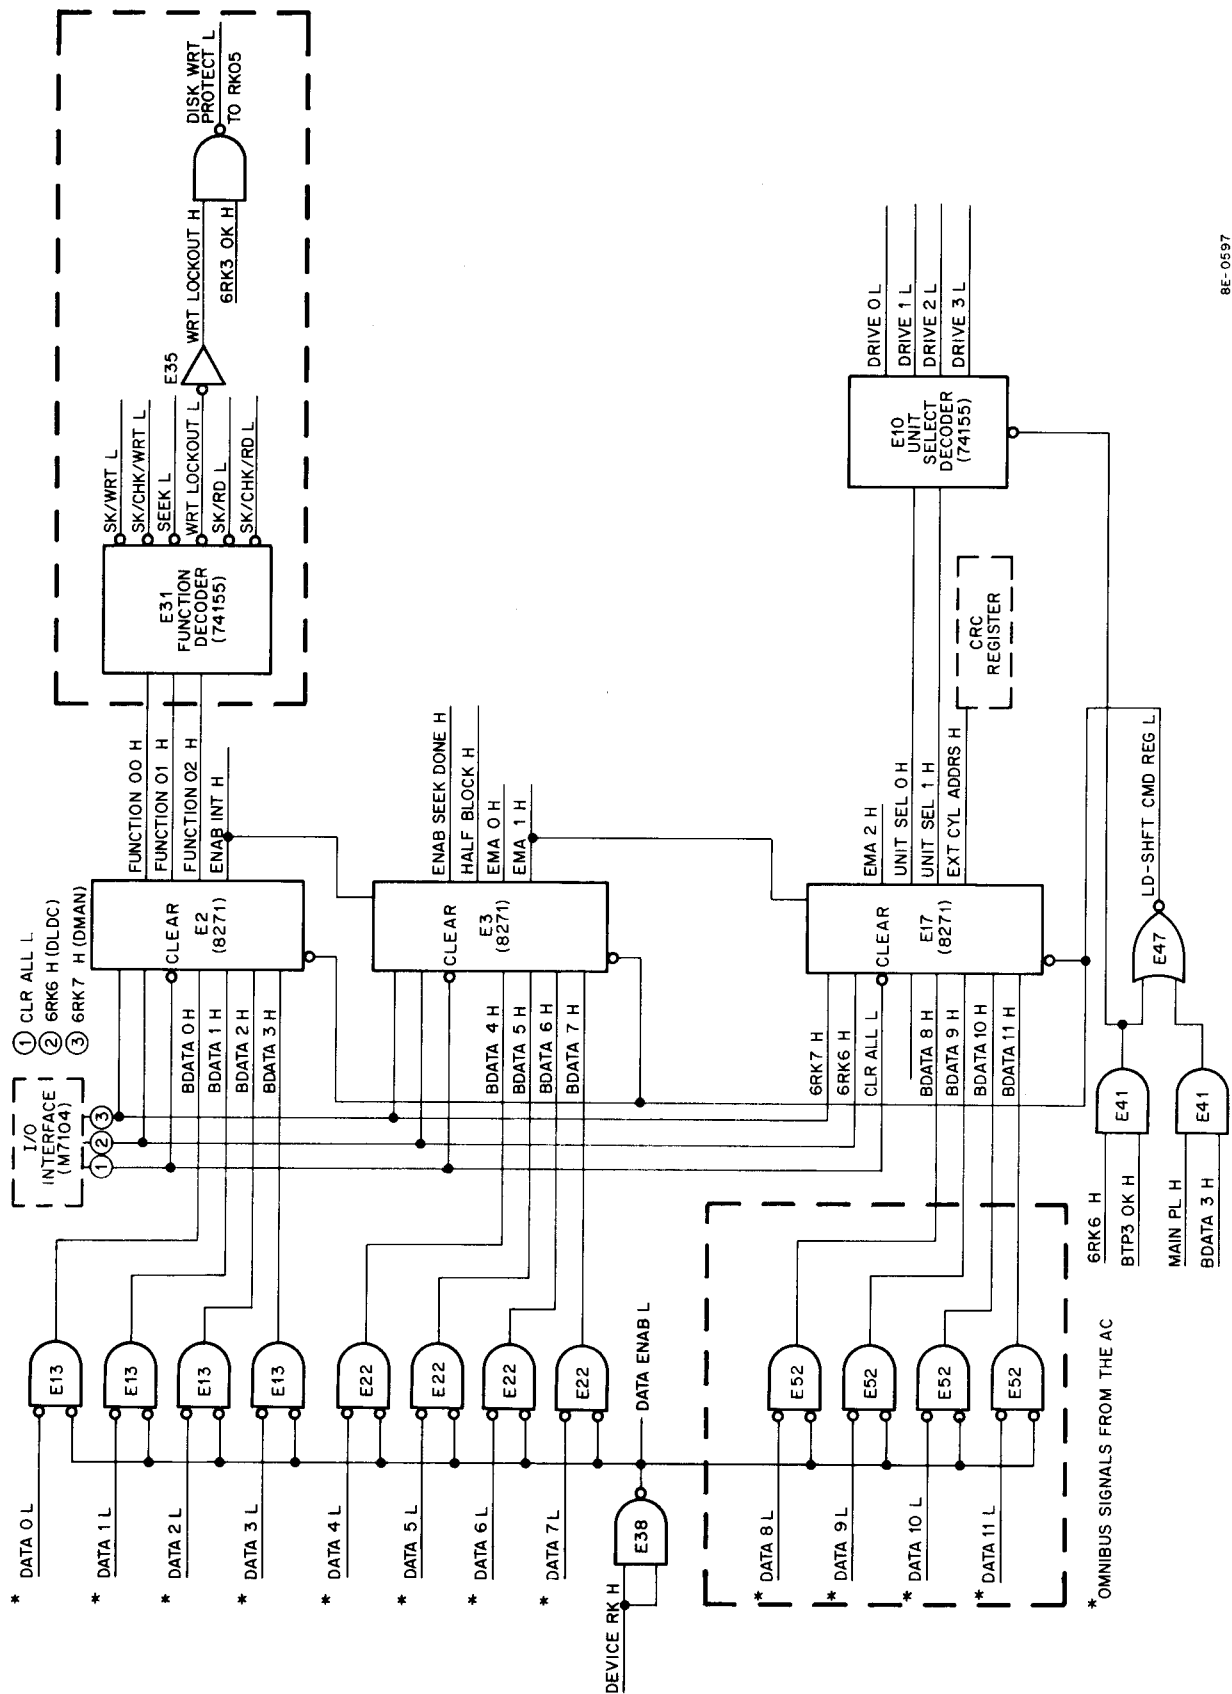 * DATA 0 L
* DATA 1 L
* DATA 2 L
* DATA 3 L
* DATA 4 L
* DATA 5 L
* DATA 6 L
* DATA 7 L
DEVICE RK H
* DATA 8 L
* DATA 9 L
* DATA 10 L
* DATA 11 L
* OMNIBUS SIGNALS FROM THE AC
E13
E13
E13
E13
E22
E22
E22
E22
E38
DATA ENAB L
E52
E52
E52
E52
I/O
INTERFACE
(M7104)
1 CLR ALL L
2 6RK6 H (DLDC)
3 6RK7 H (DMAN)
1
2
3
BDATA 0 H
BDATA 1 H
BDATA 2 H
BDATA 3 H
CLEAR
E2
(8271)
BDATA 4 H
BDATA 5 H
BDATA 6 H
BDATA 7 H
CLEAR
E3
(8271)
6RK7 H
6RK6 H
CLR ALL L
BDATA 8 H
BDATA 9 H
BDATA 10 H
BDATA 11 H
CLEAR
E17
(8271)
6RK6 H
BTP3 OK H
MAIN PL H
BDATA 3 H
E41
E41
E47
LD-SHFT CMD REG L
FUNCTION 00 H
FUNCTION 01 H
FUNCTION 02 H
ENAB INT H
ENAB SEEK DONE H
HALF BLOCK H
EMA 0 H
EMA 1 H
EMA 2 H
UNIT SEL 0 H
UNIT SEL 1 H
EXT CYL ADDRS H
CRC
REGISTER
E31
FUNCTION
DECODER
(74155)
SK/WRT L
SK/CHK/WRT L
SEEK L
WRT LOCKOUT L
SK/RD L
SK/CHK/RD L
E35
WRT LOCKOUT H
6RK3 OK H
DISK WRT
PROTECT L
TO RK05
E10
UNIT
SELECT
DECODER
(74155)
DRIVE 0 L
DRIVE 1 L
DRIVE 2 L
DRIVE 3 L
8E-0597